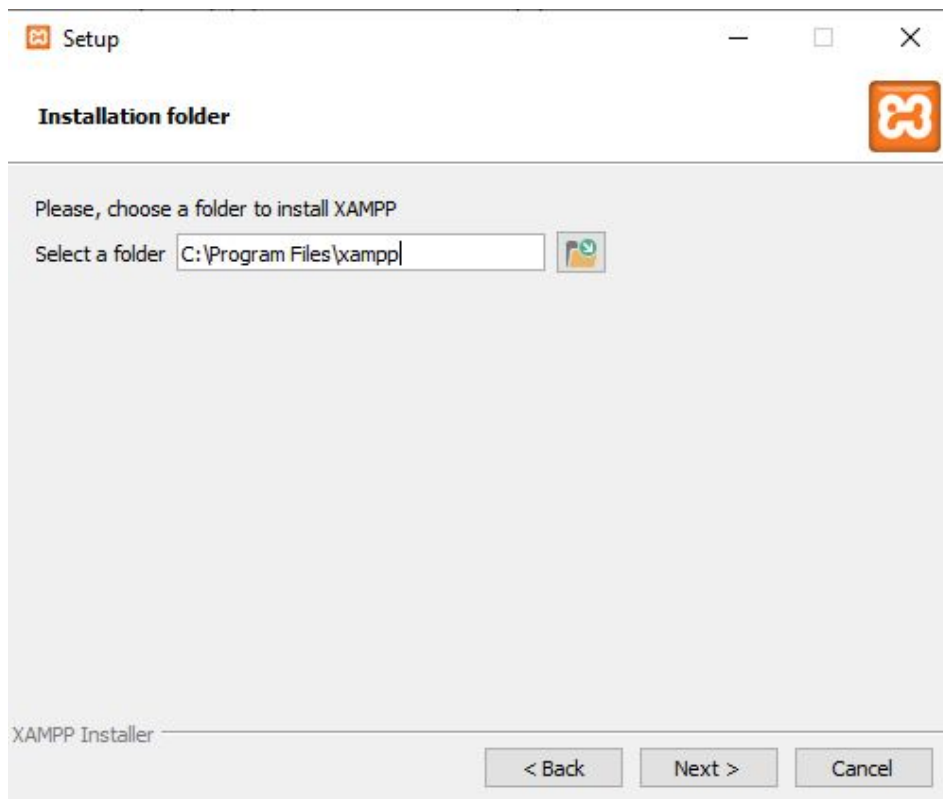 Setup
Installation folder
Please, choose a folder to install XAMPP
Select a folder C:\Program Files\xampp
XAMPP Installer
< Back Next > Cancel